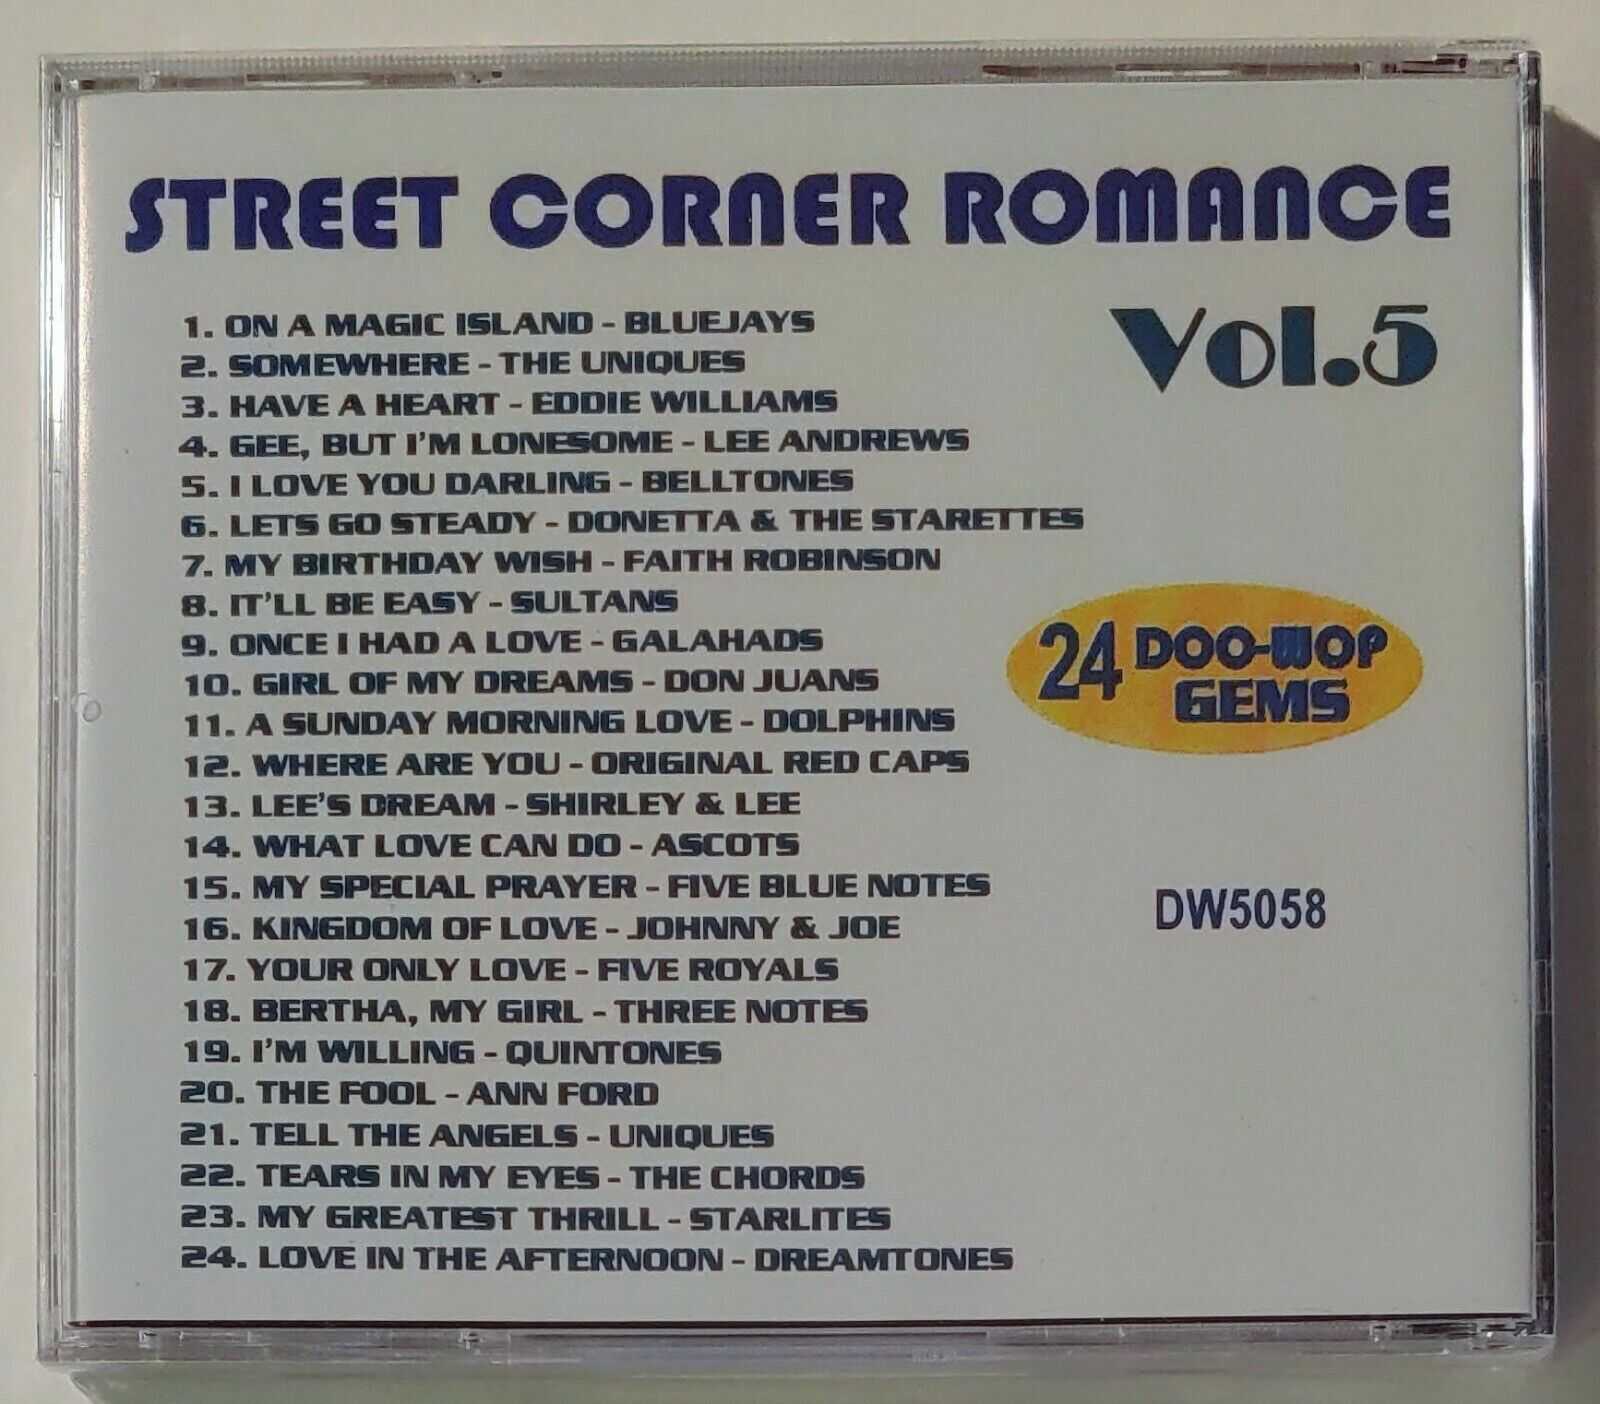 STREET CORNER ROMANCE
Vol.5
1. ON A MAGIC ISLAND - BLUEJAYS
2. SOMEWHERE - THE UNIQUES
3. HAVE A HEART - EDDIE WILLIAMS
4. GEE, BUT I'M LONESOME - LEE ANDREWS
5. I LOVE YOU DARLING - BELLTONES
6. LETS GO STEADY - DONETTA & THE STARETTES
7. MY BIRTHDAY WISH - FAITH ROBINSON
8. IT'LL BE EASY - SULTANS
9. ONCE I HAD A LOVE - GALAHADS
10. GIRL OF MY DREAMS - DON JUANS
11. A SUNDAY MORNING LOVE - DOLPHINS
12. WHERE ARE YOU - ORIGINAL RED CAPS
13. LEE'S DREAM - SHIRLEY & LEE
14. WHAT LOVE CAN DO - ASCOTS
15. MY SPECIAL PRAYER - FIVE BLUE NOTES
16. KINGDOM OF LOVE - JOHNNY & JOE
17. YOUR ONLY LOVE - FIVE ROYALS
18. BERTHA, MY GIRL - THREE NOTES
19. I'M WILLING - QUINTONES
20. THE FOOL - ANN FORD
21. TELL THE ANGELS - UNIQUES
22. TEARS IN MY EYES - THE CHORDS
23. MY GREATEST THRILL - STARLITES
24. LOVE IN THE AFTERNOON - DREAMTONES
24 DOO-WOP
GEMS
DW5058